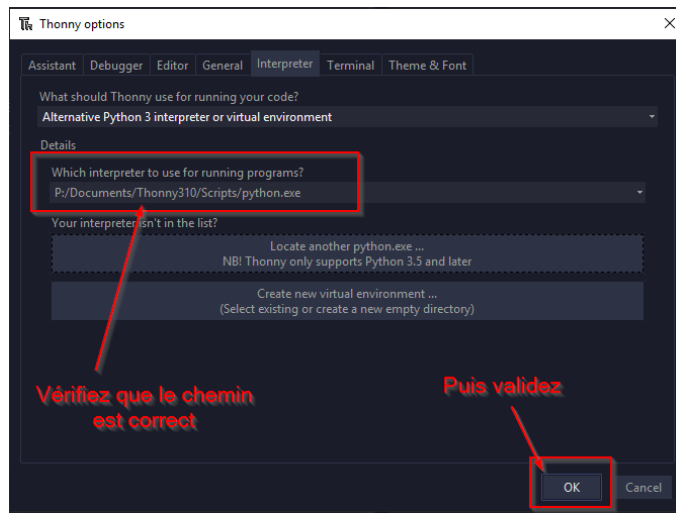 Thonny options
Assistant Debugger Editor General Interpreter Terminal Theme & Font
What should Thonny use for running your code?
Alternative Python 3 interpreter or virtual environment
Details
Which interpreter to use for running programs?
P:/Documents/Thonny310/Scripts/python.exe
Your interpreter isn't in the list?
Locate another python.exe ...
NB! Thonny only supports Python 3.5 and later
Create new virtual environment ...
(Select existing or create a new empty directory)
Vérifiez que le chemin
est correct
Puis validez
OK Cancel